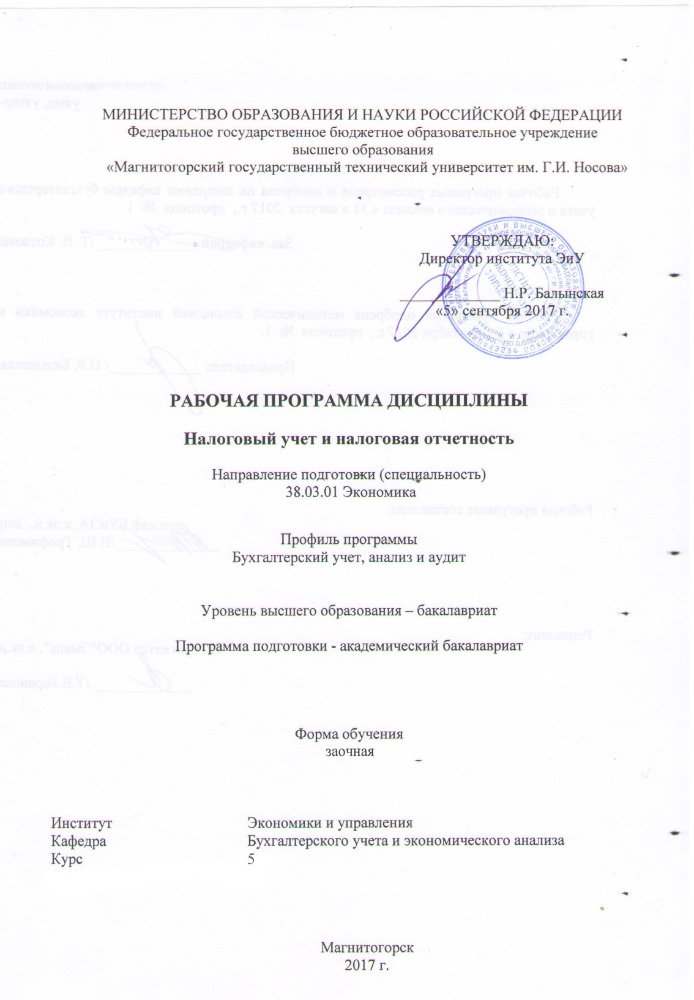 МИНИСТЕРСТВО ОБРАЗОВАНИЯ И НАУКИ РОССИЙСКОЙ ФЕДЕРАЦИИ
Федеральное государственное бюджетное образовательное учреждение
высшего образования
«Магнитогорский государственный технический университет им. Г.И. Носова»
УТВЕРЖДАЮ:
Директор института ЭиУ
Н.Р. Балынская
«5» сентября 2017 г.
РАБОЧАЯ ПРОГРАММА ДИСЦИПЛИНЫ
Налоговый учет и налоговая отчетность
Направление подготовки (специальность)
38.03.01 Экономика
Профиль программы
Бухгалтерский учет, анализ и аудит
Уровень высшего образования – бакалавриат
Программа подготовки - академический бакалавриат
Форма обучения
заочная
Институт Экономики и управления
Кафедра Бухгалтерского учета и экономического анализа
Курс 5
Магнитогорск
2017 г.